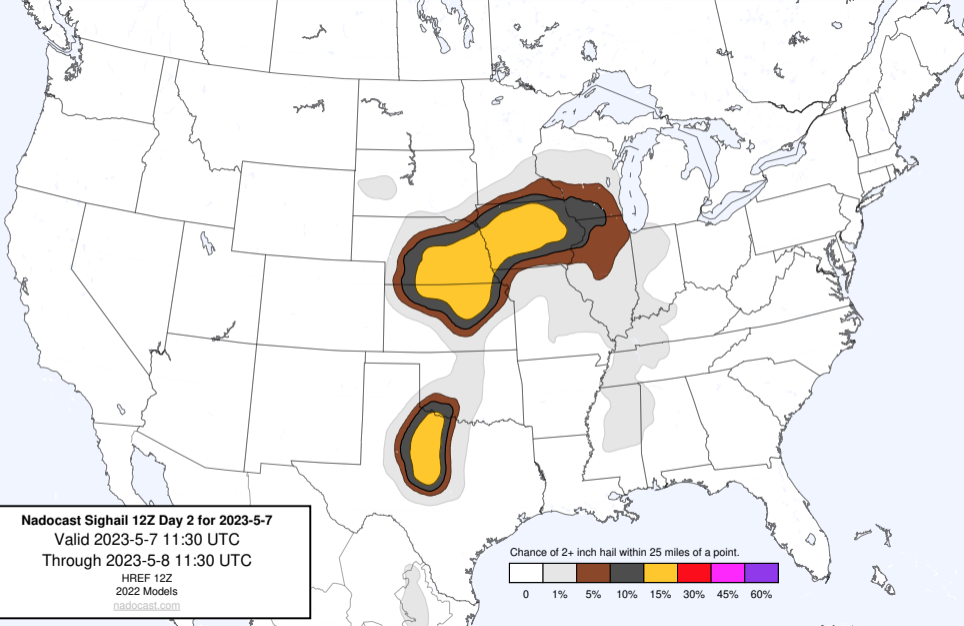 Nadocast Sighail 12Z Day 2 for 2023-5-7
Valid 2023-5-7 11:30 UTC
Through 2023-5-8 11:30 UTC
HREF 12Z
2022 Models
nadocast.com
Chance of 2+ inch hail within 25 miles of a point.
0 1% 5% 10% 15% 30% 45% 60%